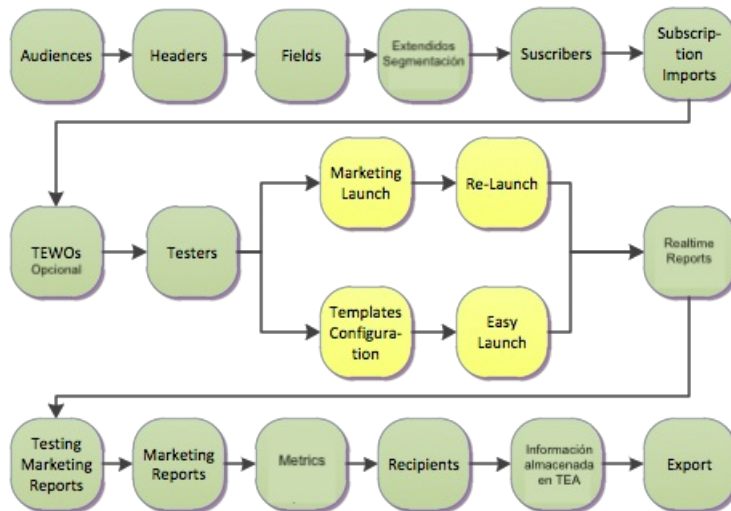 Audiences
Headers
Fields
Extendidos
Segmentación
Suscribers
Subscrip-
tion
Imports
TEWOs
Opcional
Testers
Marketing
Launch
Re-Launch
Templates
Configura-
tion
Easy
Launch
Realtime
Reports
Testing
Marketing
Reports
Marketing
Reports
Metrics
Recipients
Información
almacenada
en TEA
Export